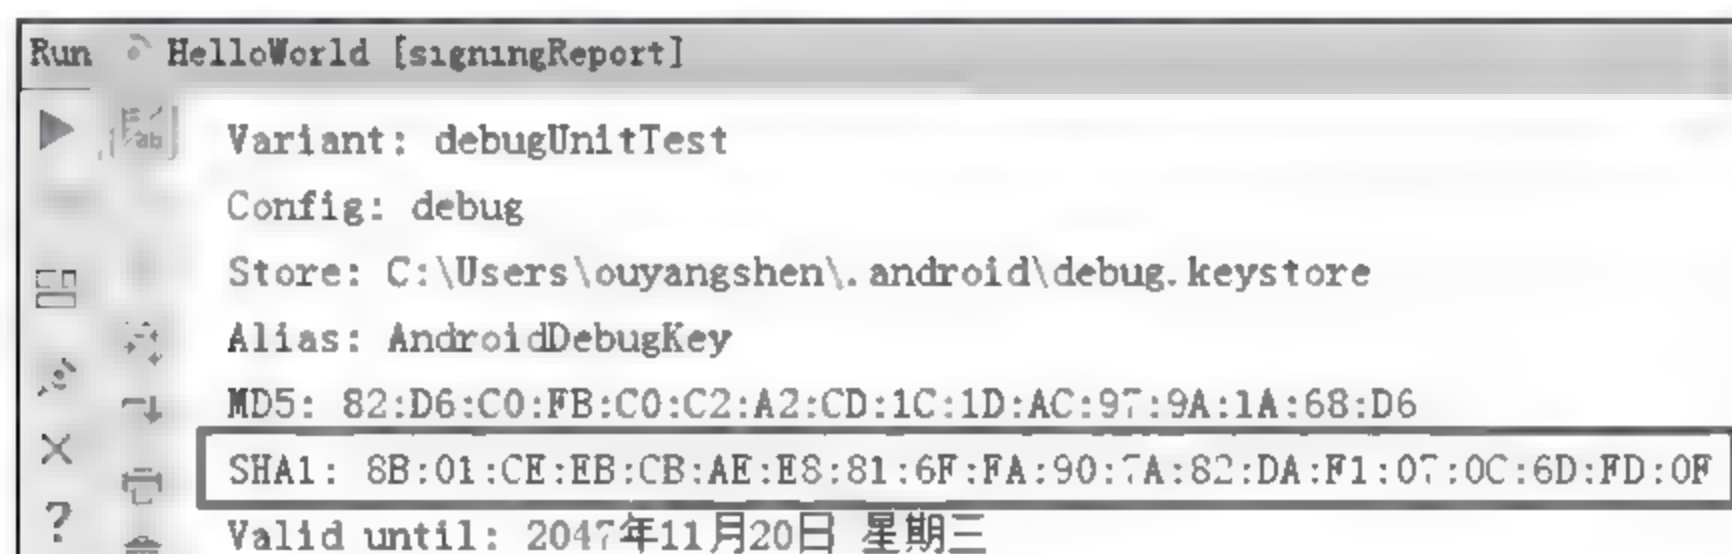 Run HelloWorld [signingReport]
Variant: debugUnitTest
Config: debug
Store: C:\Users\ouyangshen\.android\debug.keystore
Alias: AndroidDebugKey
MD5: 82:D6:C0:FB:C0:C2:A2:CD:1C:1D:AC:97:9A:1A:68:D6
SHA1: 8B:01:CE:EB:CB:AE:E8:81:6F:FA:90:7A:82:DA:F1:07:0C:6D:FD:0F
Valid until: 2047年11月20日 星期三